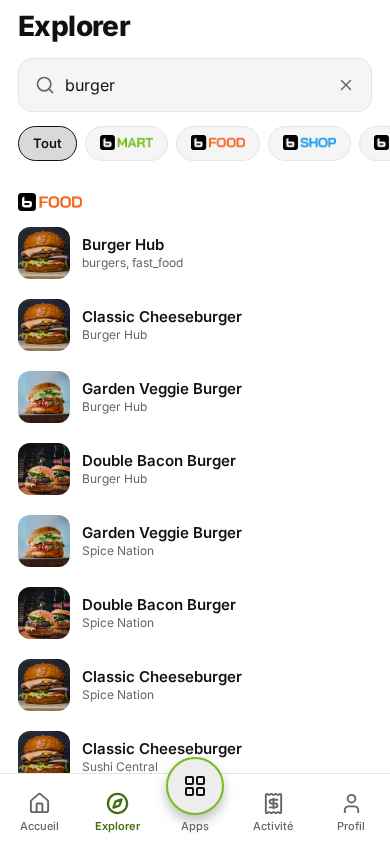 Explorer
burger
Tout
b MART
b FOOD
b SHOP
b
b FOOD
Burger Hub
burgers, fast_food
Classic Cheeseburger
Burger Hub
Garden Veggie Burger
Burger Hub
Double Bacon Burger
Burger Hub
Garden Veggie Burger
Spice Nation
Double Bacon Burger
Spice Nation
Classic Cheeseburger
Spice Nation
Classic Cheeseburger
Sushi Central
Accueil
Explorer
Apps
Activité
Profil